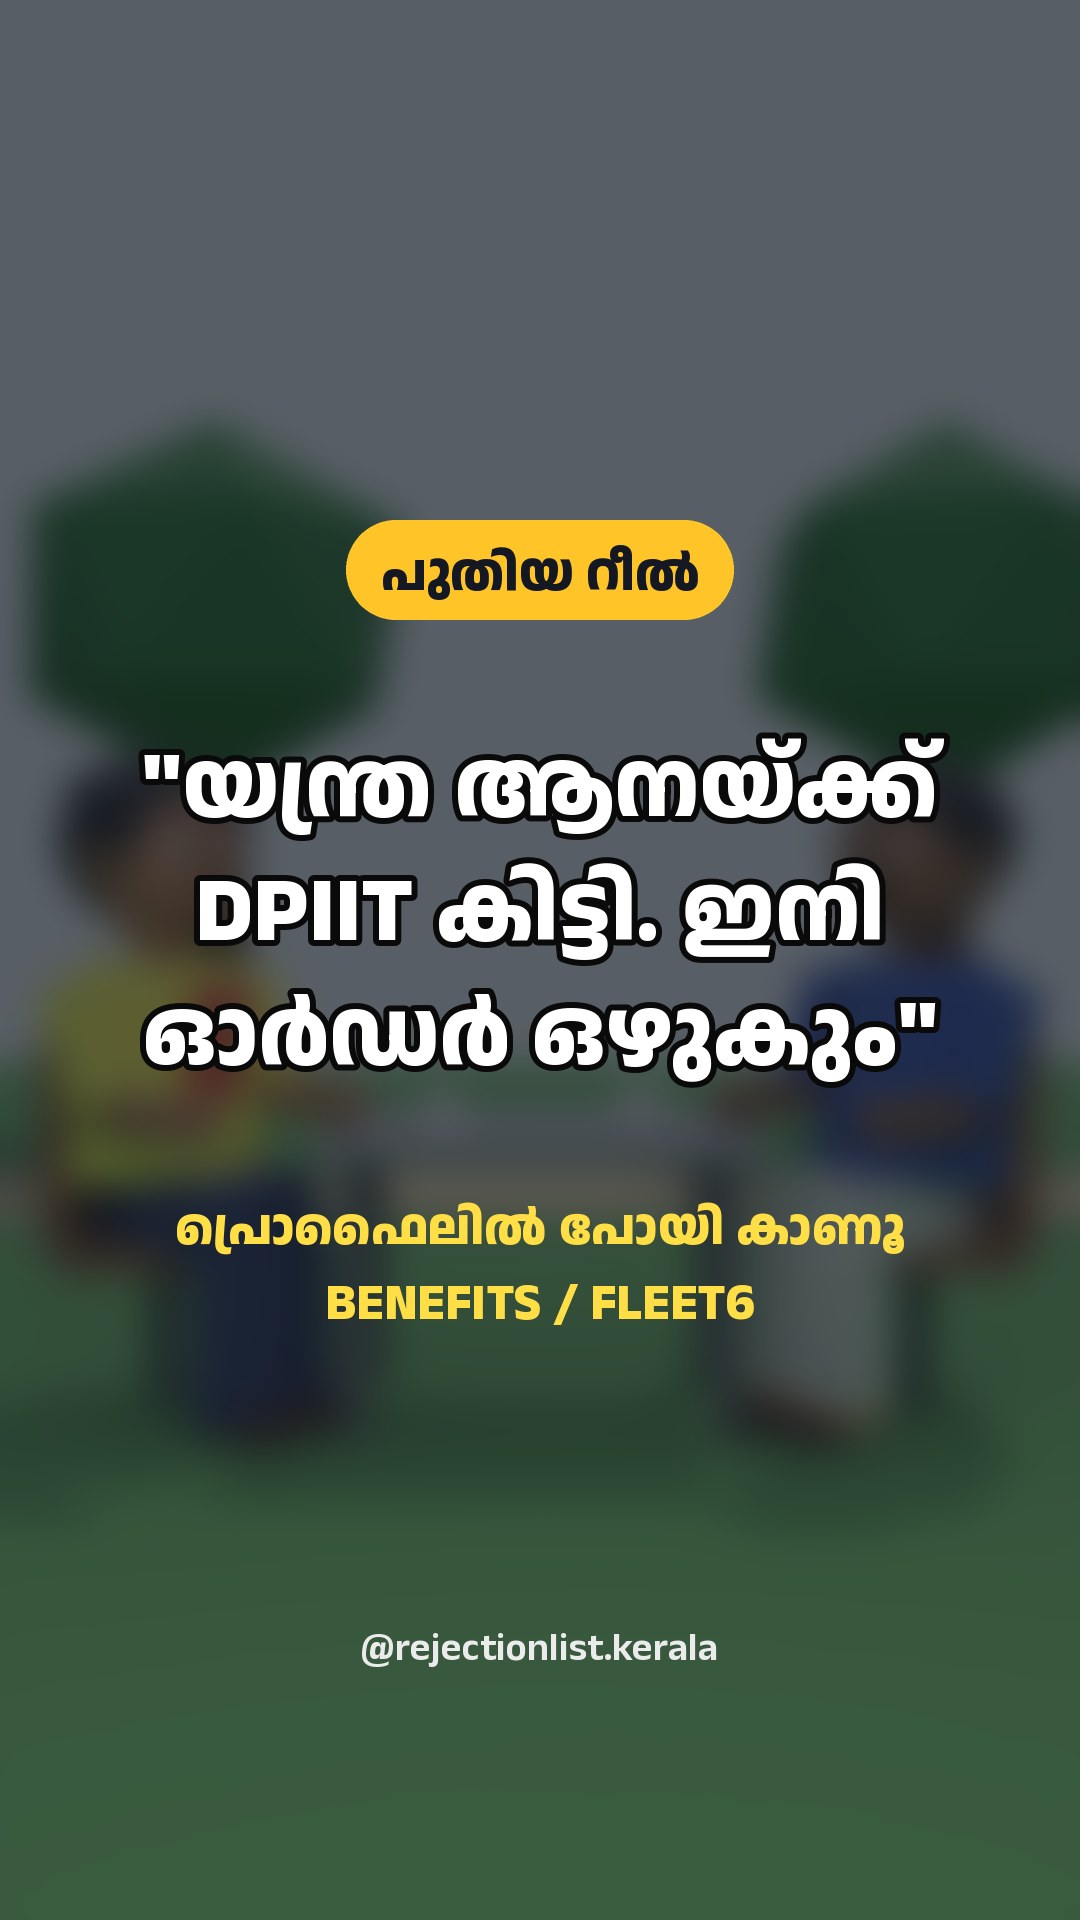 പുതിയ റീൽ
"യന്ത്ര ആനയ്ക്ക്
DPIIT കിട്ടി. ഇനി
ഓർഡർ ഒഴുകും"
പ്രൊഫൈലിൽ പോയി കാണൂ
BENEFITS / FLEET6
@rejectionlist.kerala